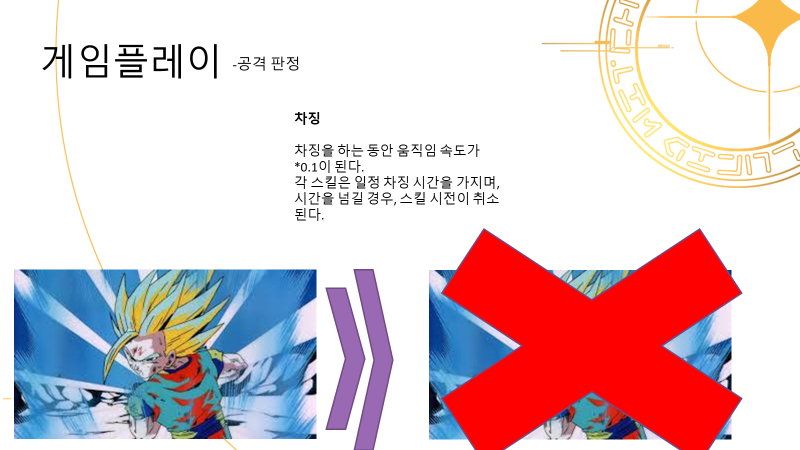 게임플레이 -공격 판정
차징
차징을 하는 동안 움직임 속도가
*0.1이 된다.
각 스킬은 일정 차징 시간을 가지며,
시간을 넘길 경우, 스킬 시전이 취소
된다.